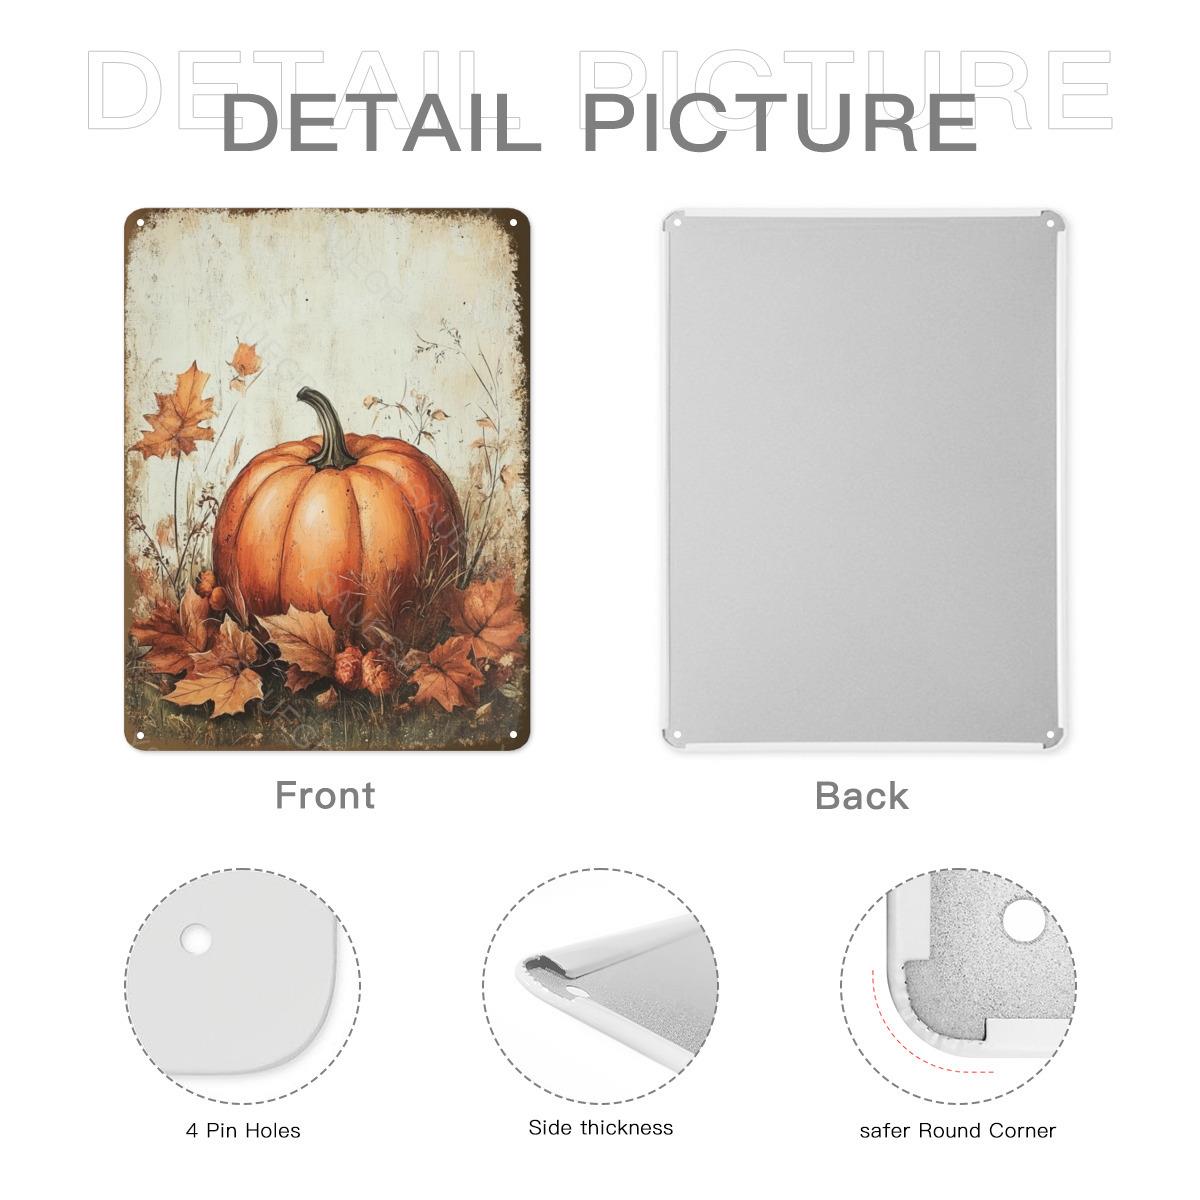 DETAIL PICTURE
DETAIL PICTURE
Front
Back
4 Pin Holes
Side thickness
safer Round Corner